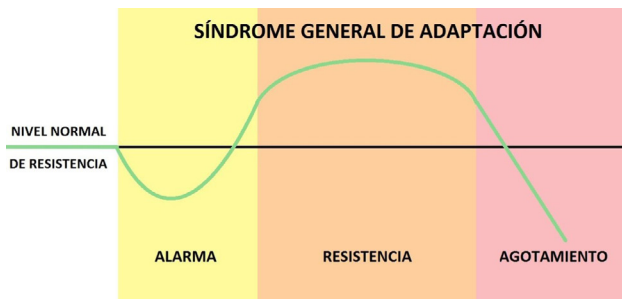 SÍNDROME GENERAL DE ADAPTACIÓN
NIVEL NORMAL
DE RESISTENCIA
ALARMA
RESISTENCIA
AGOTAMIENTO